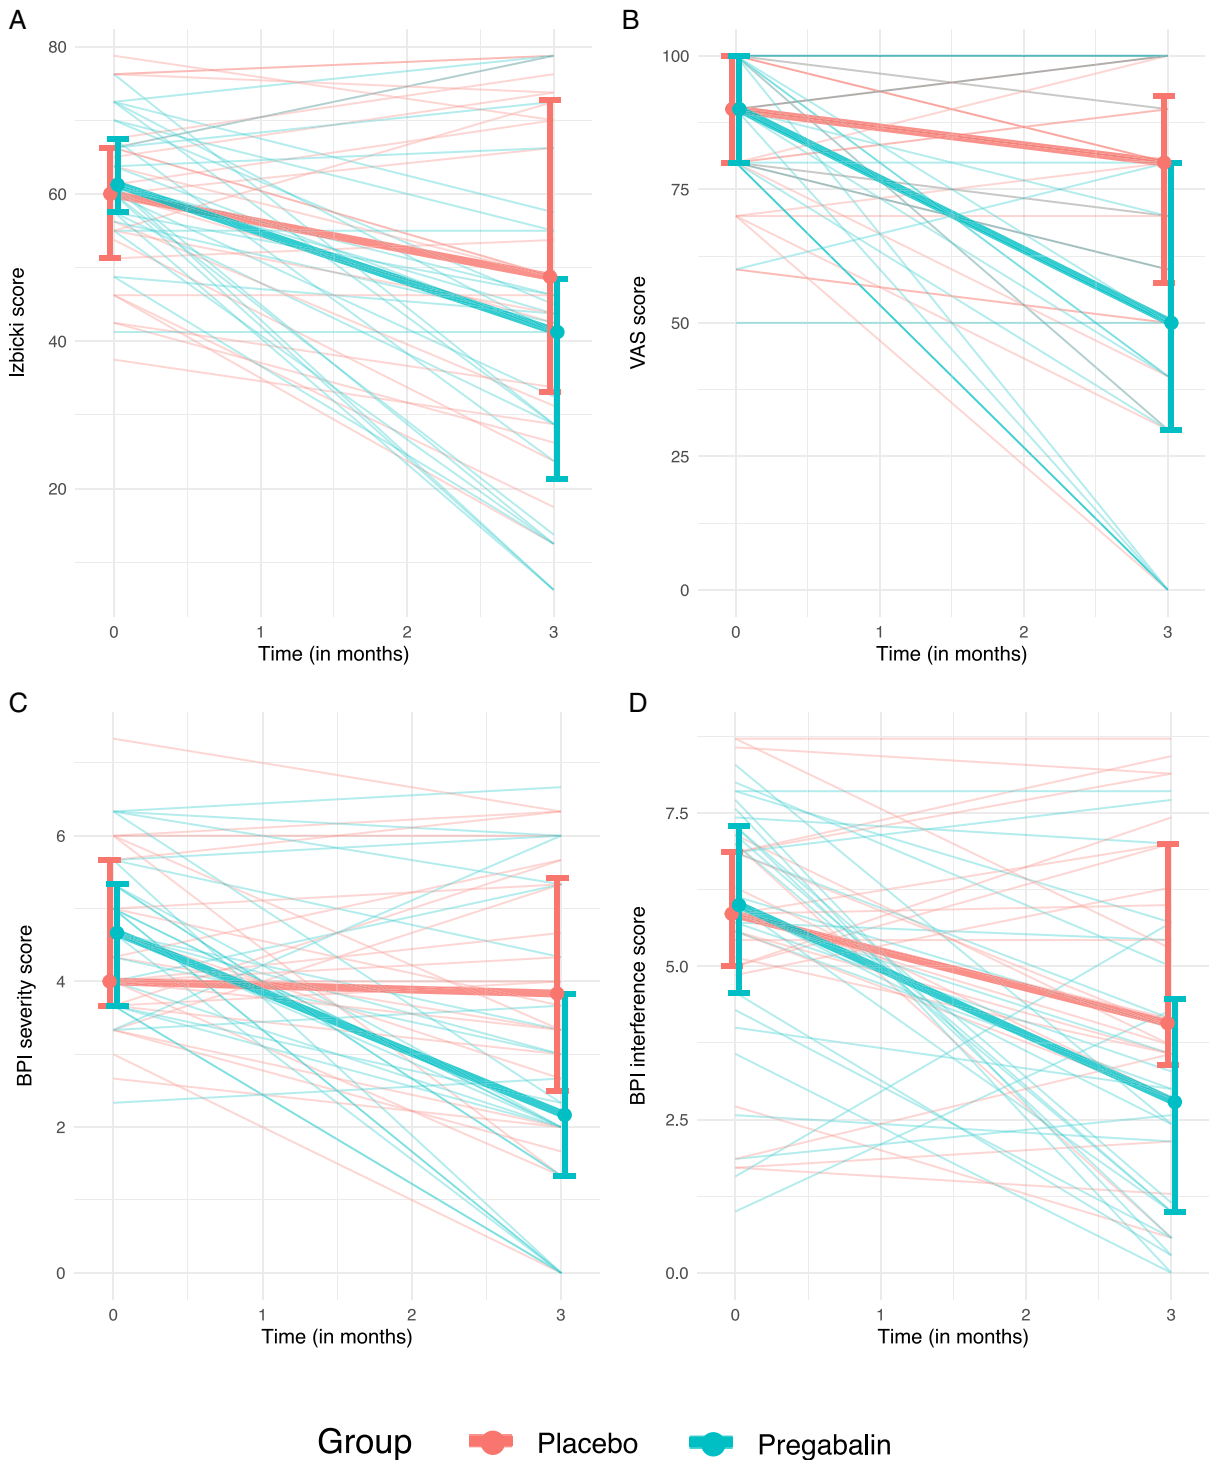 A
80
60
40
20
0
1
2
3
Time (in months)
Izbicki score
B
100
75
50
25
0
0
1
2
3
Time (in months)
VAS score
C
6
4
2
0
0
1
2
3
Time (in months)
BPI severity score
D
7.5
5.0
2.5
0.0
0
1
2
3
Time (in months)
BPI interference score
Group
Placebo
Pregabalin